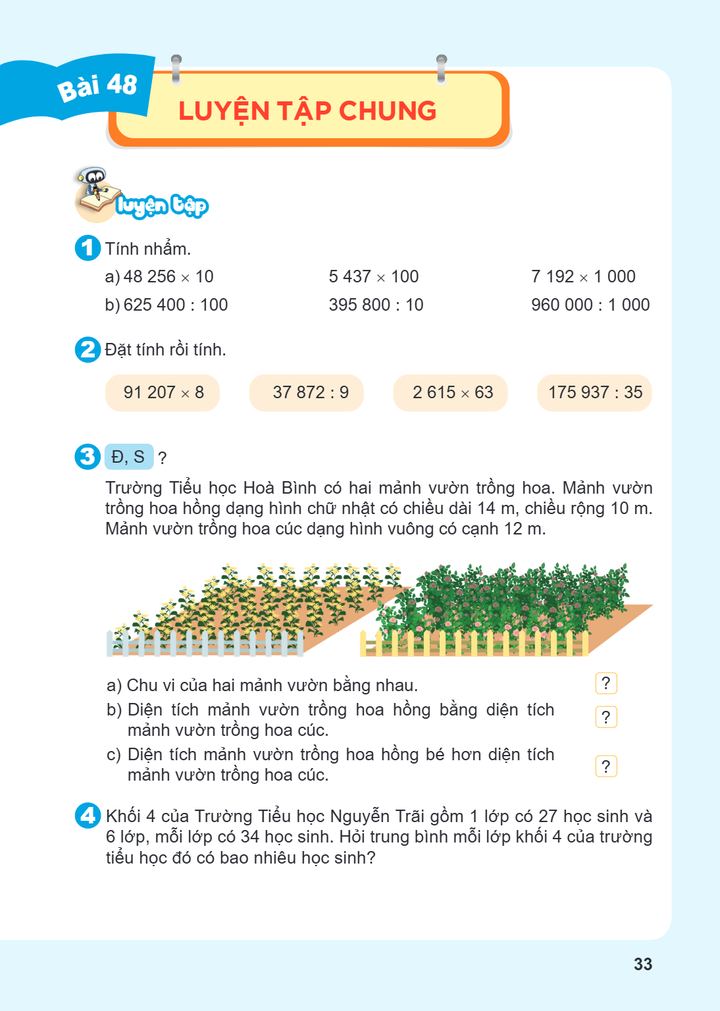 Bài 48
LUYỆN TẬP CHUNG
luyện tập
1 Tính nhẩm.
a) 48 256 × 10 5 437 × 100 7 192 × 1 000
b) 625 400 : 100 395 800 : 10 960 000 : 1 000
2 Đặt tính rồi tính.
91 207 × 8 37 872 : 9 2 615 × 63 175 937 : 35
3 Đ, S ?
Trường Tiểu học Hoà Bình có hai mảnh vườn trồng hoa. Mảnh vườn
trồng hoa hồng dạng hình chữ nhật có chiều dài 14 m, chiều rộng 10 m.
Mảnh vườn trồng hoa cúc dạng hình vuông có cạnh 12 m.
a) Chu vi của hai mảnh vườn bằng nhau. ?
b) Diện tích mảnh vườn trồng hoa hồng bằng diện tích
mảnh vườn trồng hoa cúc. ?
c) Diện tích mảnh vườn trồng hoa hồng bé hơn diện tích
mảnh vườn trồng hoa cúc. ?
4 Khối 4 của Trường Tiểu học Nguyễn Trãi gồm 1 lớp có 27 học sinh và
6 lớp, mỗi lớp có 34 học sinh. Hỏi trung bình mỗi lớp khối 4 của trường
tiểu học đó có bao nhiêu học sinh?
33